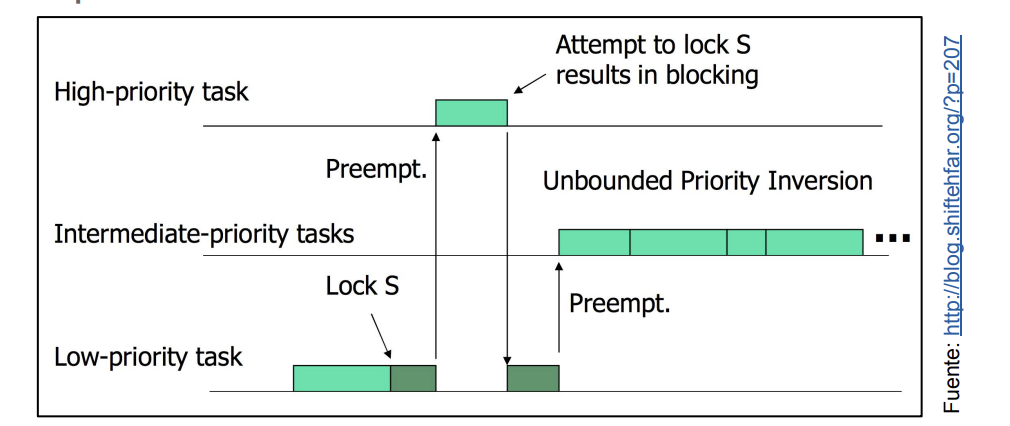 Attempt to lock S
results in blocking
High-priority task
Preempt.
Unbounded Priority Inversion
Intermediate-priority tasks
...
Lock S
Preempt.
Low-priority task
Fuente: http://blog.shiftehfar.org/?p=207